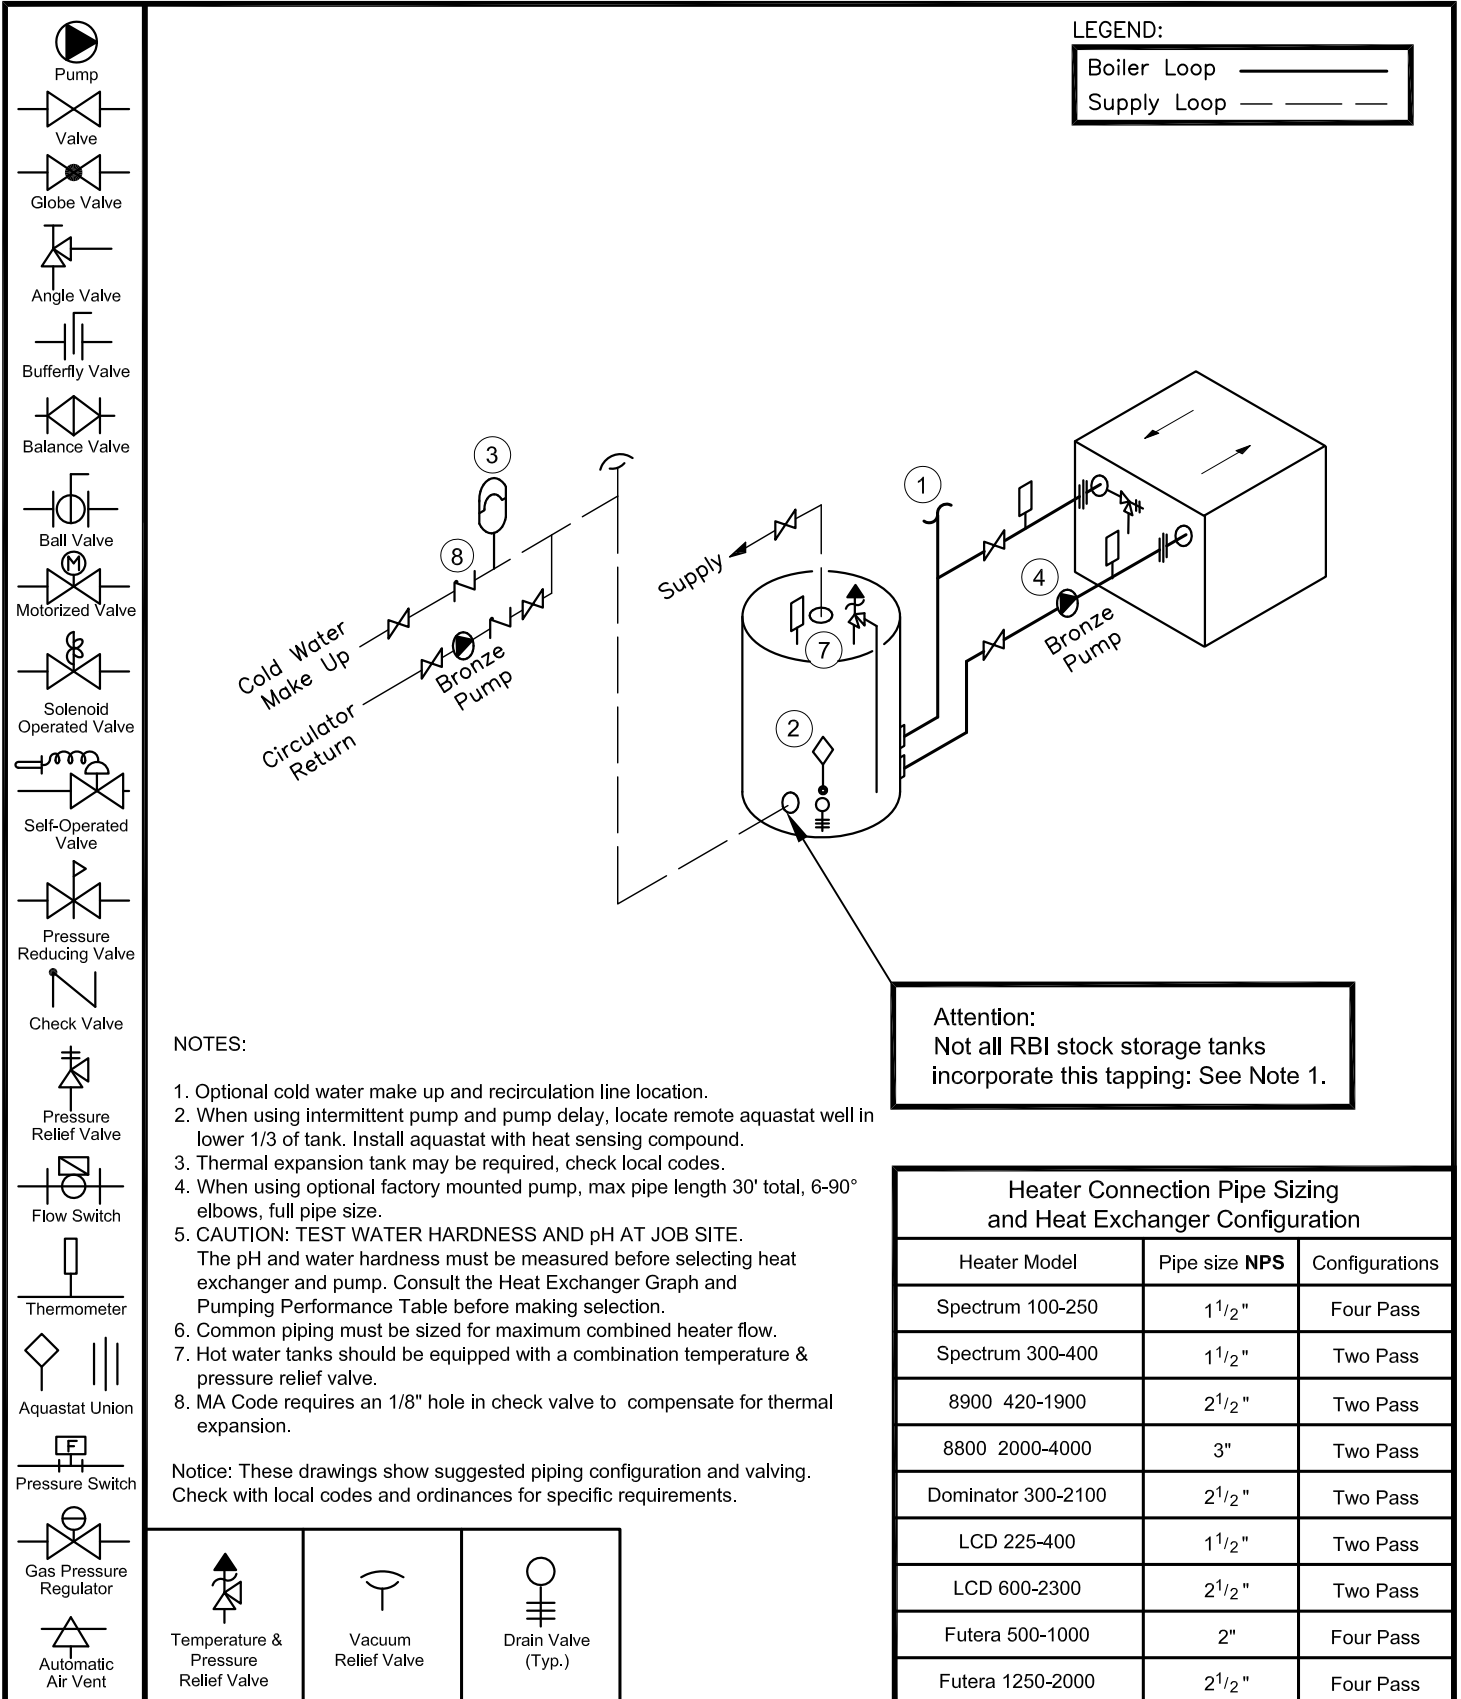 Pump
Valve
Globe Valve
Angle Valve
Bufferfly Valve
Balance Valve
Ball Valve
M
Motorized Valve
Solenoid
Operated Valve
Self-Operated
Valve
Pressure
Reducing Valve
Check Valve
Pressure
Relief Valve
Flow Switch
Thermometer
Aquastat Union
F
Pressure Switch
Gas Pressure
Regulator
Automatic
Air Vent
LEGEND:
Boiler Loop
Supply Loop
3
8
Cold Water
Make Up
Circulator
Return
Bronze
Pump
Supply
1
4
Bronze
Pump
7
2
Attention:
Not all RBI stock storage tanks
incorporate this tapping: See Note 1.
NOTES:
1. Optional cold water make up and recirculation line location.
2. When using intermittent pump and pump delay, locate remote aquastat well in
lower 1/3 of tank. Install aquastat with heat sensing compound.
3. Thermal expansion tank may be required, check local codes.
4. When using optional factory mounted pump, max pipe length 30' total, 6-90°
elbows, full pipe size.
5. CAUTION: TEST WATER HARDNESS AND pH AT JOB SITE.
The pH and water hardness must be measured before selecting heat
exchanger and pump. Consult the Heat Exchanger Graph and
Pumping Performance Table before making selection.
6. Common piping must be sized for maximum combined heater flow.
7. Hot water tanks should be equipped with a combination temperature &
pressure relief valve.
8. MA Code requires an 1/8" hole in check valve to compensate for thermal
expansion.
Notice: These drawings show suggested piping configuration and valving.
Check with local codes and ordinances for specific requirements.
Temperature &
Pressure
Relief Valve
Vacuum
Relief Valve
Drain Valve
(Typ.)
Heater Connection Pipe Sizing
and Heat Exchanger Configuration
Heater Model Pipe size NPS Configurations
Spectrum 100-250 1 1/2" Four Pass
Spectrum 300-400 1 1/2" Two Pass
8900 420-1900 2 1/2" Two Pass
8800 2000-4000 3" Two Pass
Dominator 300-2100 2 1/2" Two Pass
LCD 225-400 1 1/2" Two Pass
LCD 600-2300 2 1/2" Two Pass
Futera 500-1000 2" Four Pass
Futera 1250-2000 2 1/2" Four Pass